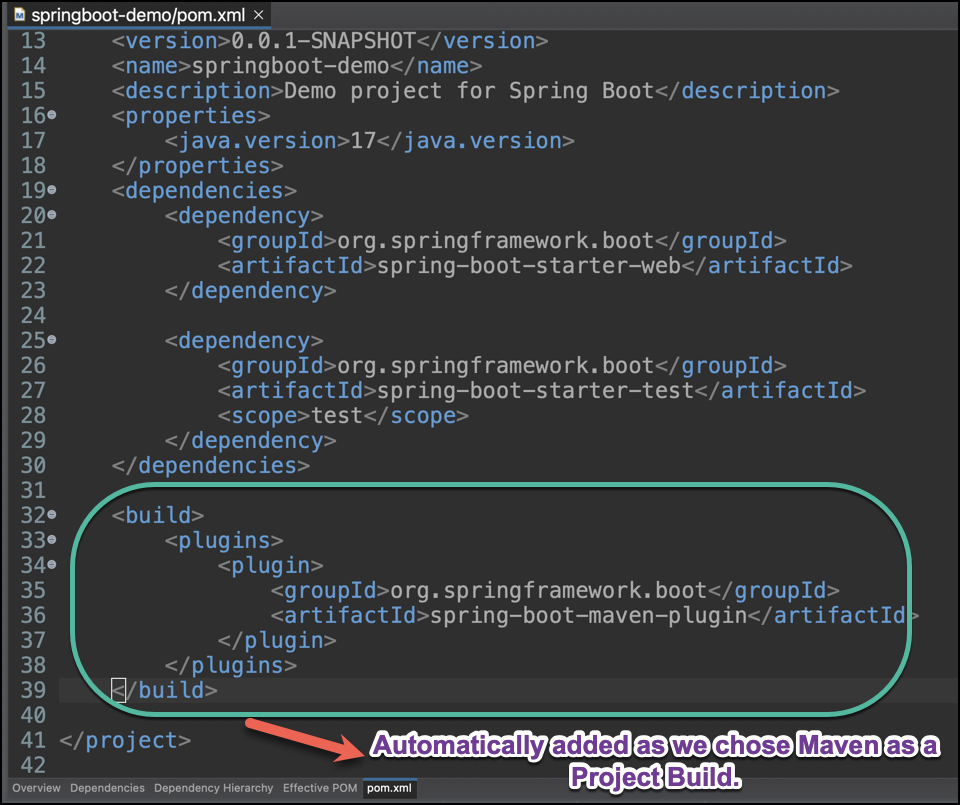 springboot-demo/pom.xml ×
13 <version>0.0.1-SNAPSHOT</version>
14 <name>springboot-demo</name>
15 <description>Demo project for Spring Boot</description>
16 <properties>
17 <java.version>17</java.version>
18 </properties>
19 <dependencies>
20 <dependency>
21 <groupId>org.springframework.boot</groupId>
22 <artifactId>spring-boot-starter-web</artifactId>
23 </dependency>
24
25 <dependency>
26 <groupId>org.springframework.boot</groupId>
27 <artifactId>spring-boot-starter-test</artifactId>
28 <scope>test</scope>
29 </dependency>
30 </dependencies>
31
32 <build>
33 <plugins>
34 <plugin>
35 <groupId>org.springframework.boot</groupId>
36 <artifactId>spring-boot-maven-plugin</artifactId>
37 </plugin>
38 </plugins>
39 </build>
40
41 </project>
42
Automatically added as we chose Maven as a
Project Build.
Overview Dependencies Dependency Hierarchy Effective POM pom.xml